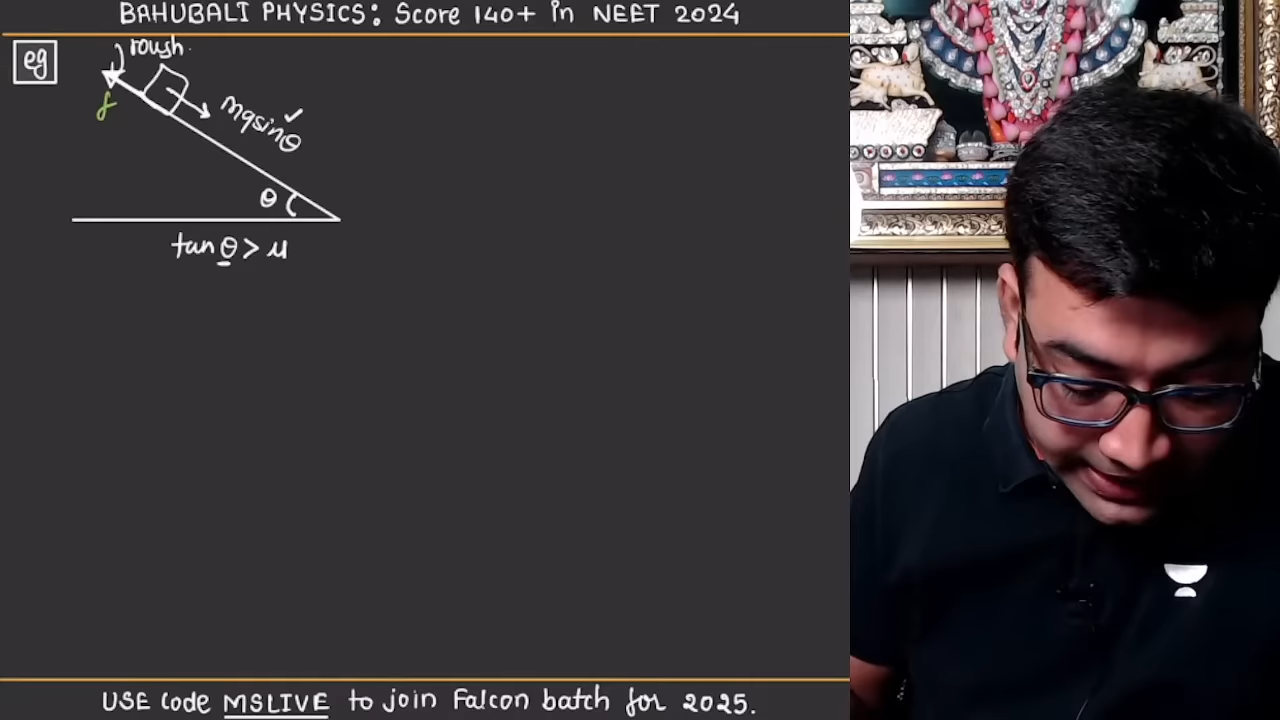 BAHUBALI PHYSICS: Score 140+ in NEET 2024
eg
rough
f
mgsinθ
θ
tan θ > μ
USE Code MSLIVE to join Falcon batch for 2025.